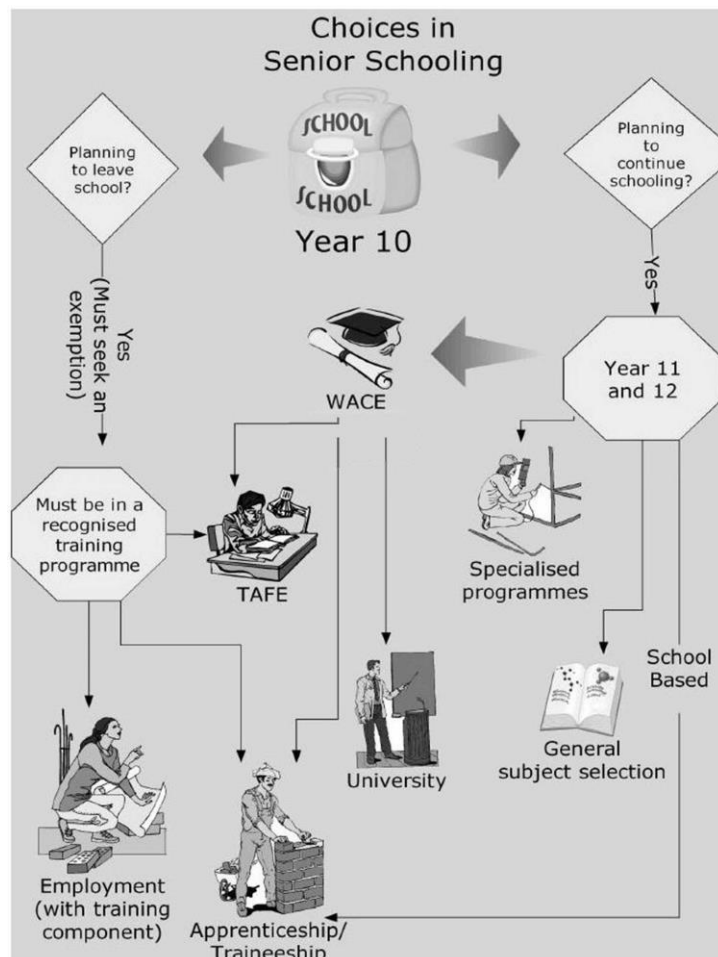 Choices in
Senior Schooling
SCHOOL
SCHOOL
Year 10
Planning
to leave
school?
Planning
to
continue
schooling?
Yes
(Must seek an
exemption)
Yes
Year 11
and 12
WACE
Must be in a
recognised
training
programme
TAFE
Specialised
programmes
School
Based
General
subject selection
University
Employment
(with training
component)
Apprenticeship/
Traineeship